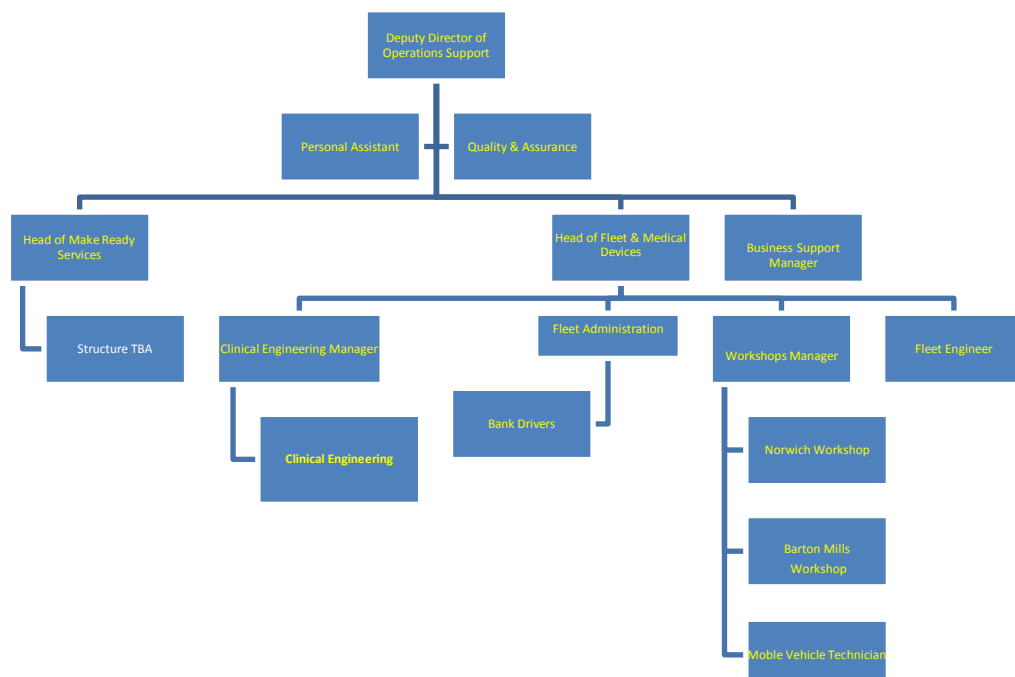 Deputy Director of
Operations Support
Personal Assistant
Quality & Assurance
Head of Make Ready
Services
Head of Fleet & Medical
Devices
Business Support
Manager
Structure TBA
Clinical Engineering Manager
Fleet Administration
Workshops Manager
Fleet Engineer
Clinical Engineering
Bank Drivers
Norwich Workshop
Barton Mills
Workshop
Moble Vehicle Technician